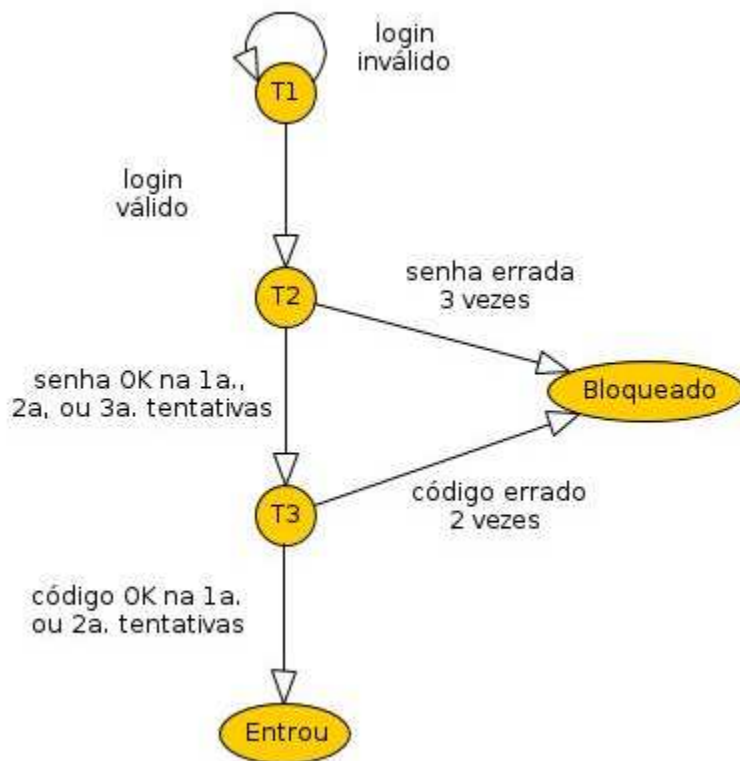 login
inválido
T1
login
válido
T2
senha errada
3 vezes
Bloqueado
senha OK na 1a.,
2a, ou 3a. tentativas
T3
código errado
2 vezes
código OK na 1a.
ou 2a. tentativas
Entrou